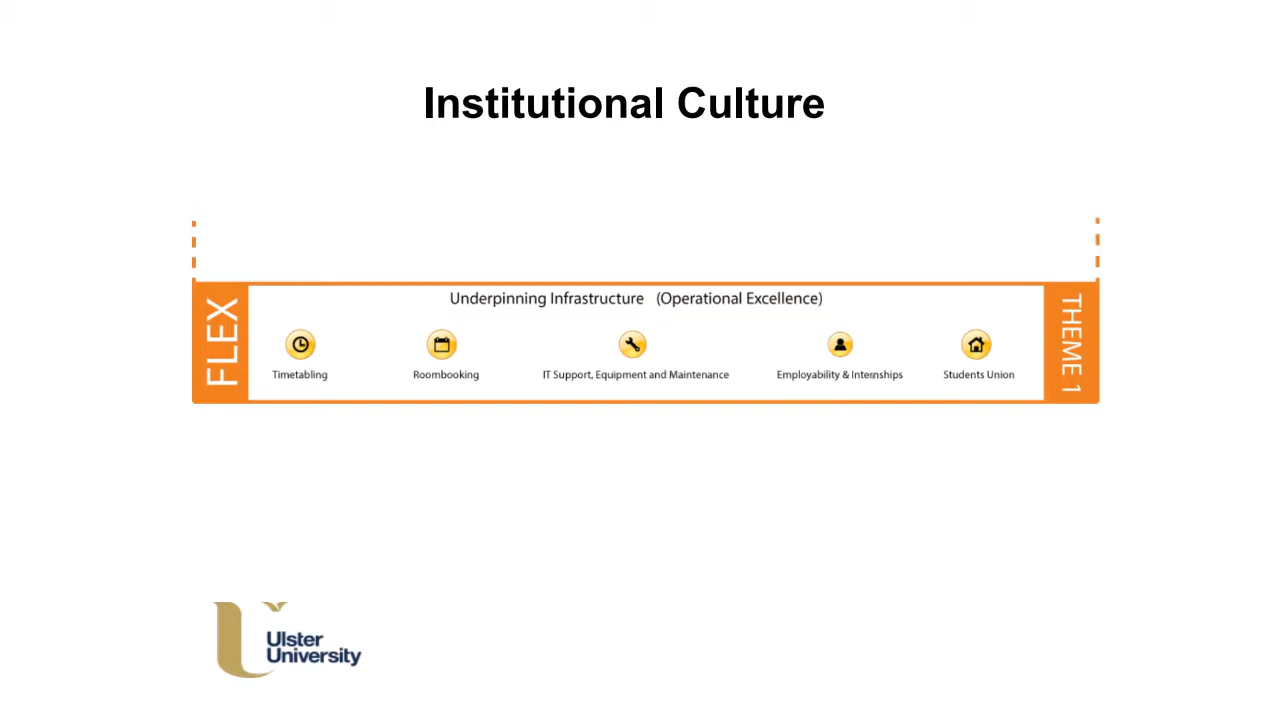 Institutional Culture
FLEX
Underpinning Infrastructure (Operational Excellence)
THEME 1
Timetabling
Roombooking
IT Support, Equipment and Maintenance
Employability & Internships
Students Union
Ulster
University